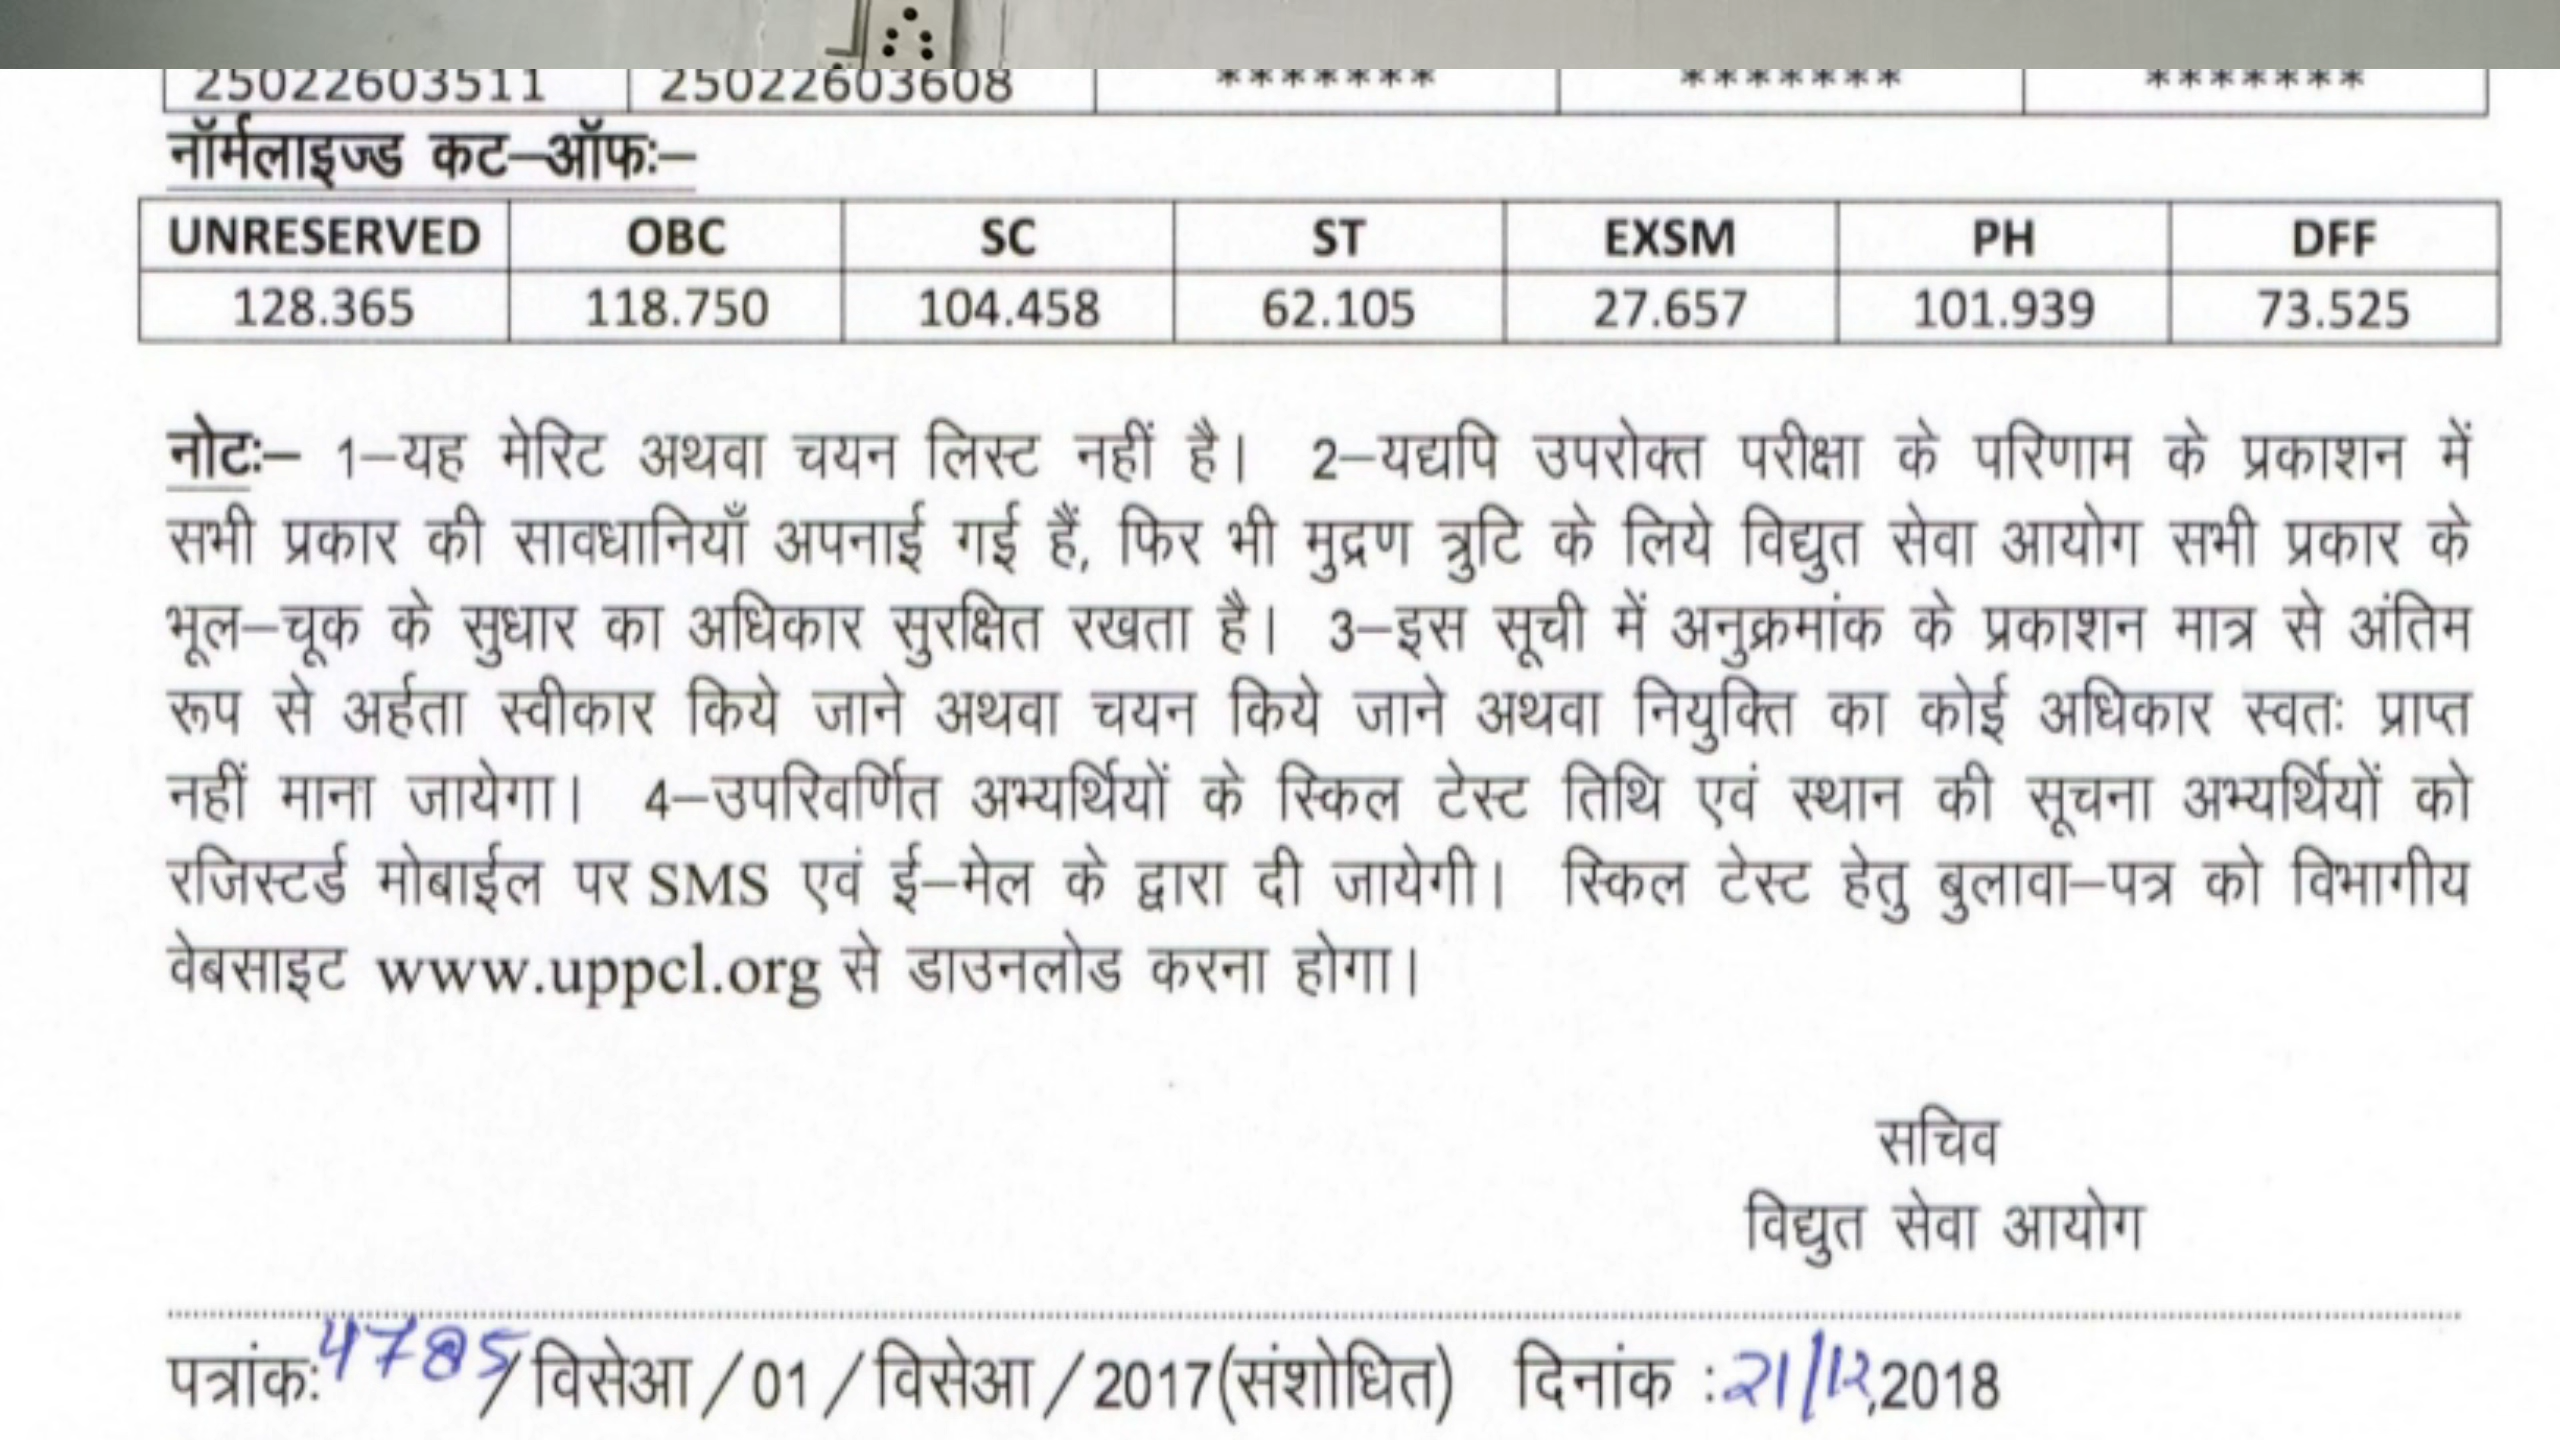 25022603511 25022603608 ******* ******* *******
नॉर्मलाइज्ड कट–ऑफः–
UNRESERVED OBC SC ST EXSM PH DFF
128.365 118.750 104.458 62.105 27.657 101.939 73.525
नोटः– 1–यह मेरिट अथवा चयन लिस्ट नहीं है। 2–यद्यपि उपरोक्त परीक्षा के परिणाम के प्रकाशन में
सभी प्रकार की सावधानियाँ अपनाई गई हैं, फिर भी मुद्रण त्रुटि के लिये विद्युत सेवा आयोग सभी प्रकार के
भूल–चूक के सुधार का अधिकार सुरक्षित रखता है। 3–इस सूची में अनुक्रमांक के प्रकाशन मात्र से अंतिम
रूप से अर्हता स्वीकार किये जाने अथवा चयन किये जाने अथवा नियुक्ति का कोई अधिकार स्वतः प्राप्त
नहीं माना जायेगा। 4–उपरिवर्णित अभ्यर्थियों के स्किल टेस्ट तिथि एवं स्थान की सूचना अभ्यर्थियों को
रजिस्टर्ड मोबाईल पर SMS एवं ई–मेल के द्वारा दी जायेगी। स्किल टेस्ट हेतु बुलावा–पत्र को विभागीय
वेबसाइट www.uppcl.org से डाउनलोड करना होगा।
सचिव
विद्युत सेवा आयोग
पत्रांकः 4785/विसेआ/01/विसेआ/2017(संशोधित) दिनांक :21/12,2018